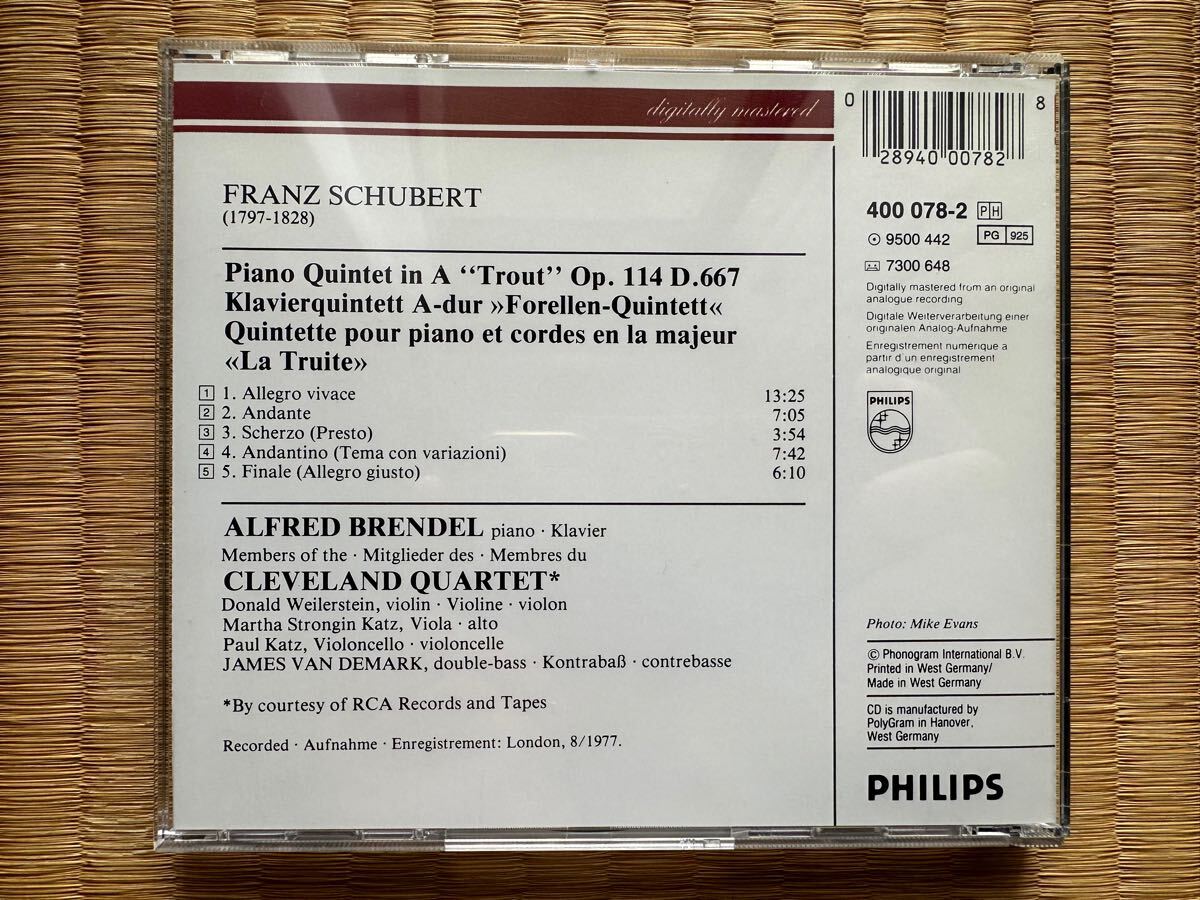 digitally mastered
FRANZ SCHUBERT
(1797-1828)
Piano Quintet in A “Trout” Op. 114 D.667
Klavierquintett A-dur »Forellen-Quintett«
Quintette pour piano et cordes en la majeur
«La Truite»
1 1. Allegro vivace 13:25
2 2. Andante 7:05
3 3. Scherzo (Presto) 3:54
4 4. Andantino (Tema con variazioni) 7:42
5 5. Finale (Allegro giusto) 6:10
ALFRED BRENDEL piano · Klavier
Members of the · Mitglieder des · Membres du
CLEVELAND QUARTET*
Donald Weilerstein, violin · Violine · violon
Martha Strongin Katz, Viola · alto
Paul Katz, Violoncello · violoncelle
JAMES VAN DEMARK, double-bass · Kontrabaß · contrebasse
*By courtesy of RCA Records and Tapes
Recorded · Aufnahme · Enregistrement: London, 8/1977.
0 28940 00782 8
400 078-2 PH
9500 442 PG 925
7300 648
Digitally mastered from an original
analogue recording
Digitale Weiterverarbeitung einer
originalen Analog-Aufnahme
Enregistrement numerique a
partir d'un enregistrement
analogique original
PHILIPS
Photo: Mike Evans
© Phonogram International B.V.
Printed in West Germany/
Made in West Germany
CD is manufactured by
PolyGram in Hanover,
West Germany
PHILIPS